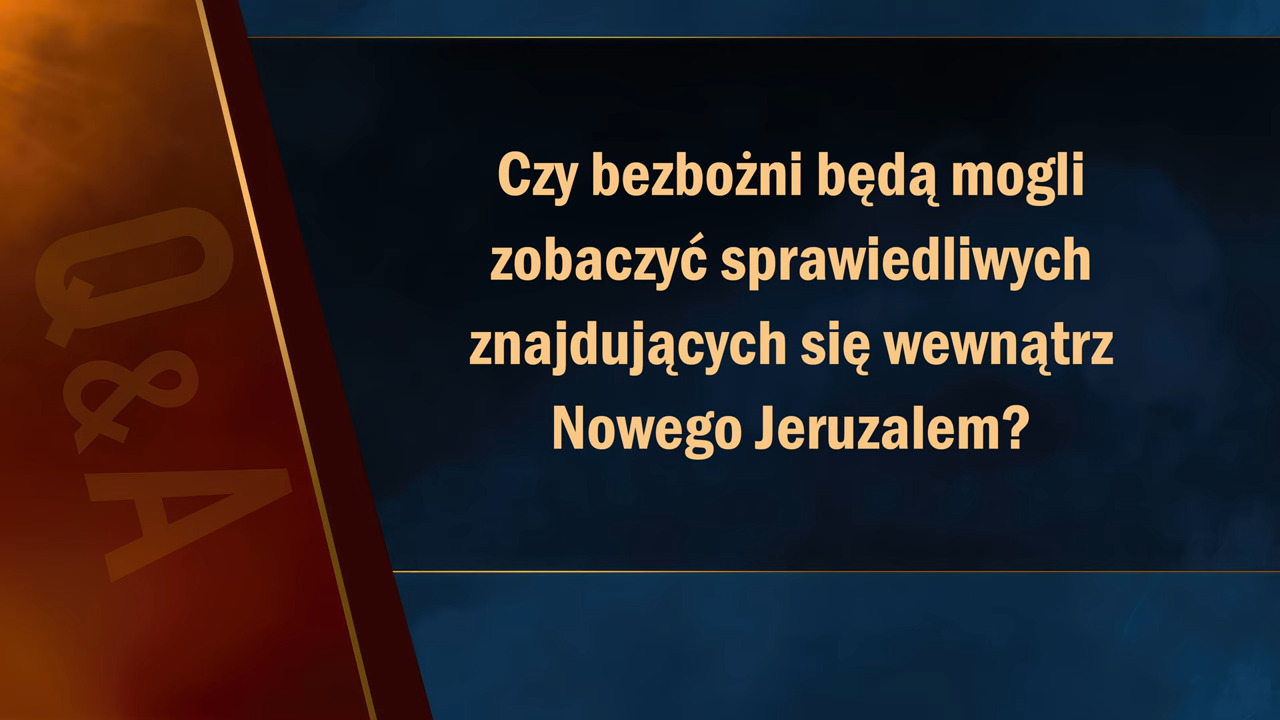 Q&A
Czy bezbożni będą mogli
zobaczyć sprawiedliwych
znajdujących się wewnątrz
Nowego Jeruzalem?